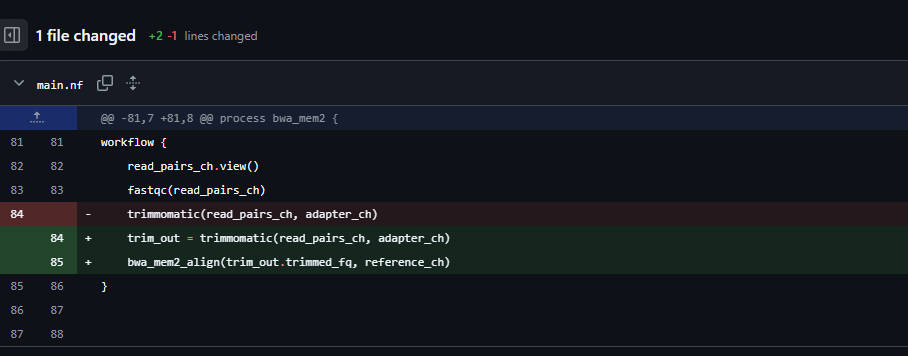 1 file changed +2 -1 lines changed
main.nf
@@ -81,7 +81,8 @@ process bwa_mem2 {
81 81 workflow {
82 82 read_pairs_ch.view()
83 83 fastqc(read_pairs_ch)
84 - trimmomatic(read_pairs_ch, adapter_ch)
84 + trim_out = trimmomatic(read_pairs_ch, adapter_ch)
85 + bwa_mem2_align(trim_out.trimmed_fq, reference_ch)
85 86 }
86 87
87 88